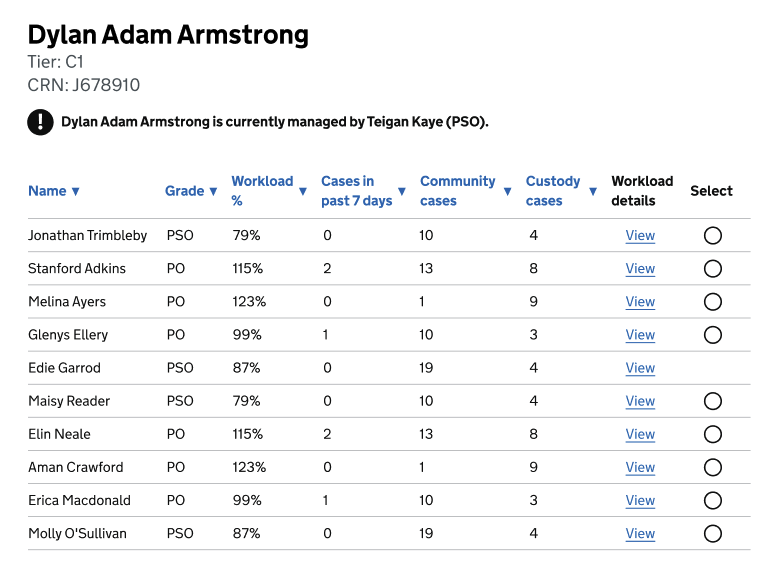 Dylan Adam Armstrong
Tier: C1
CRN: J678910
! Dylan Adam Armstrong is currently managed by Teigan Kaye (PSO).
Name ▼ Grade ▼ Workload % ▼ Cases in past 7 days ▼ Community cases ▼ Custody cases ▼ Workload details Select
Jonathan Trimbleby PSO 79% 0 10 4 View
Stanford Adkins PO 115% 2 13 8 View
Melina Ayers PO 123% 0 1 9 View
Glenys Ellery PO 99% 1 10 3 View
Edie Garrod PSO 87% 0 19 4 View
Maisy Reader PSO 79% 0 10 4 View
Elin Neale PO 115% 2 13 8 View
Aman Crawford PO 123% 0 1 9 View
Erica Macdonald PO 99% 1 10 3 View
Molly O'Sullivan PSO 87% 0 19 4 View